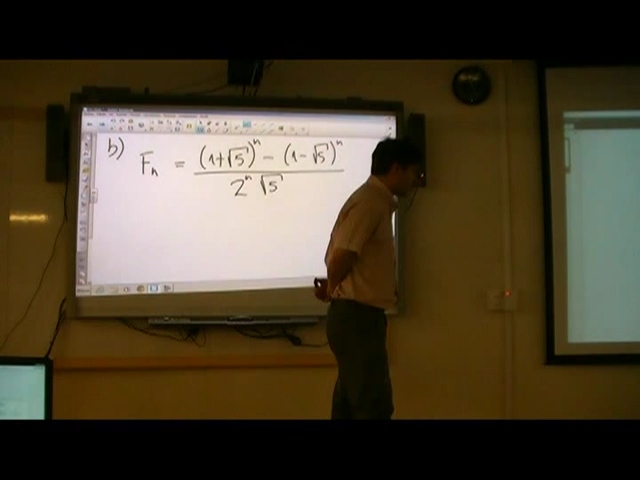 b) Fₙ = ((1+√5)ⁿ − (1−√5)ⁿ) / (2ⁿ √5)